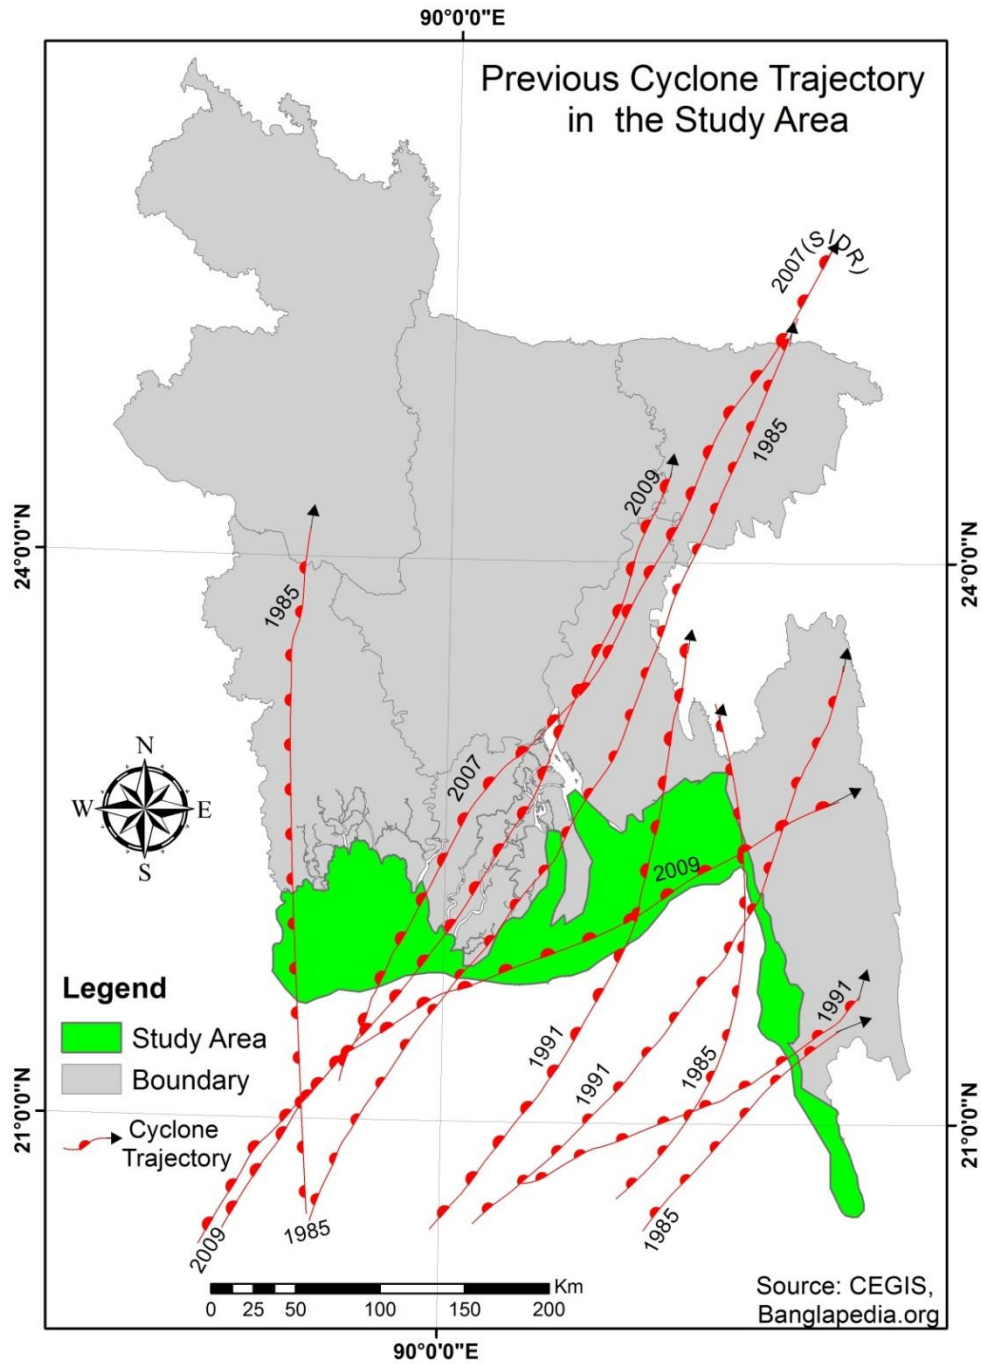 90°0'0"E
Previous Cyclone Trajectory
in the Study Area
2007(SIDR)
1985
2009
24°0'0"N
24°0'0"N
1985
N
W E
S
2007
2009
Legend
Study Area
Boundary
Cyclone
Trajectory
1991
1991
1985
1991
21°0'0"N
21°0'0"N
2009
1985
1985
Km
0 25 50 100 150 200
Source: CEGIS,
Banglapedia.org
90°0'0"E